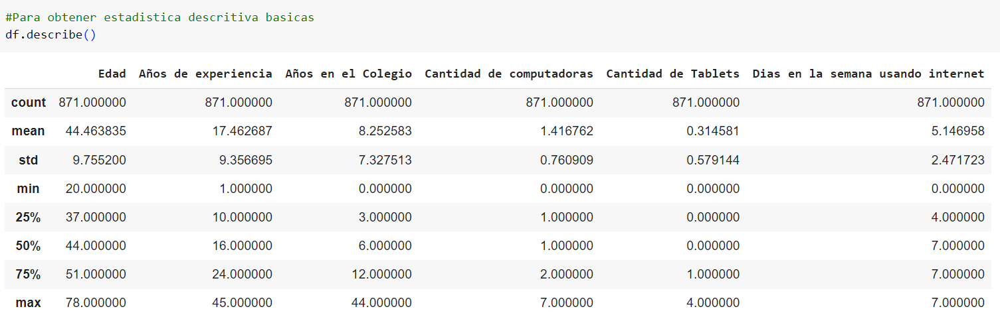 #Para obtener estadistica descritiva basicas
df.describe()
Edad Años de experiencia Años en el Colegio Cantidad de computadoras Cantidad de Tablets Dias en la semana usando internet
count 871.000000 871.000000 871.000000 871.000000 871.000000 871.000000
mean 44.463835 17.462687 8.252583 1.416762 0.314581 5.146958
std 9.755200 9.356695 7.327513 0.760909 0.579144 2.471723
min 20.000000 1.000000 0.000000 0.000000 0.000000 0.000000
25% 37.000000 10.000000 3.000000 1.000000 0.000000 4.000000
50% 44.000000 16.000000 6.000000 1.000000 0.000000 7.000000
75% 51.000000 24.000000 12.000000 2.000000 1.000000 7.000000
max 78.000000 45.000000 44.000000 7.000000 4.000000 7.000000